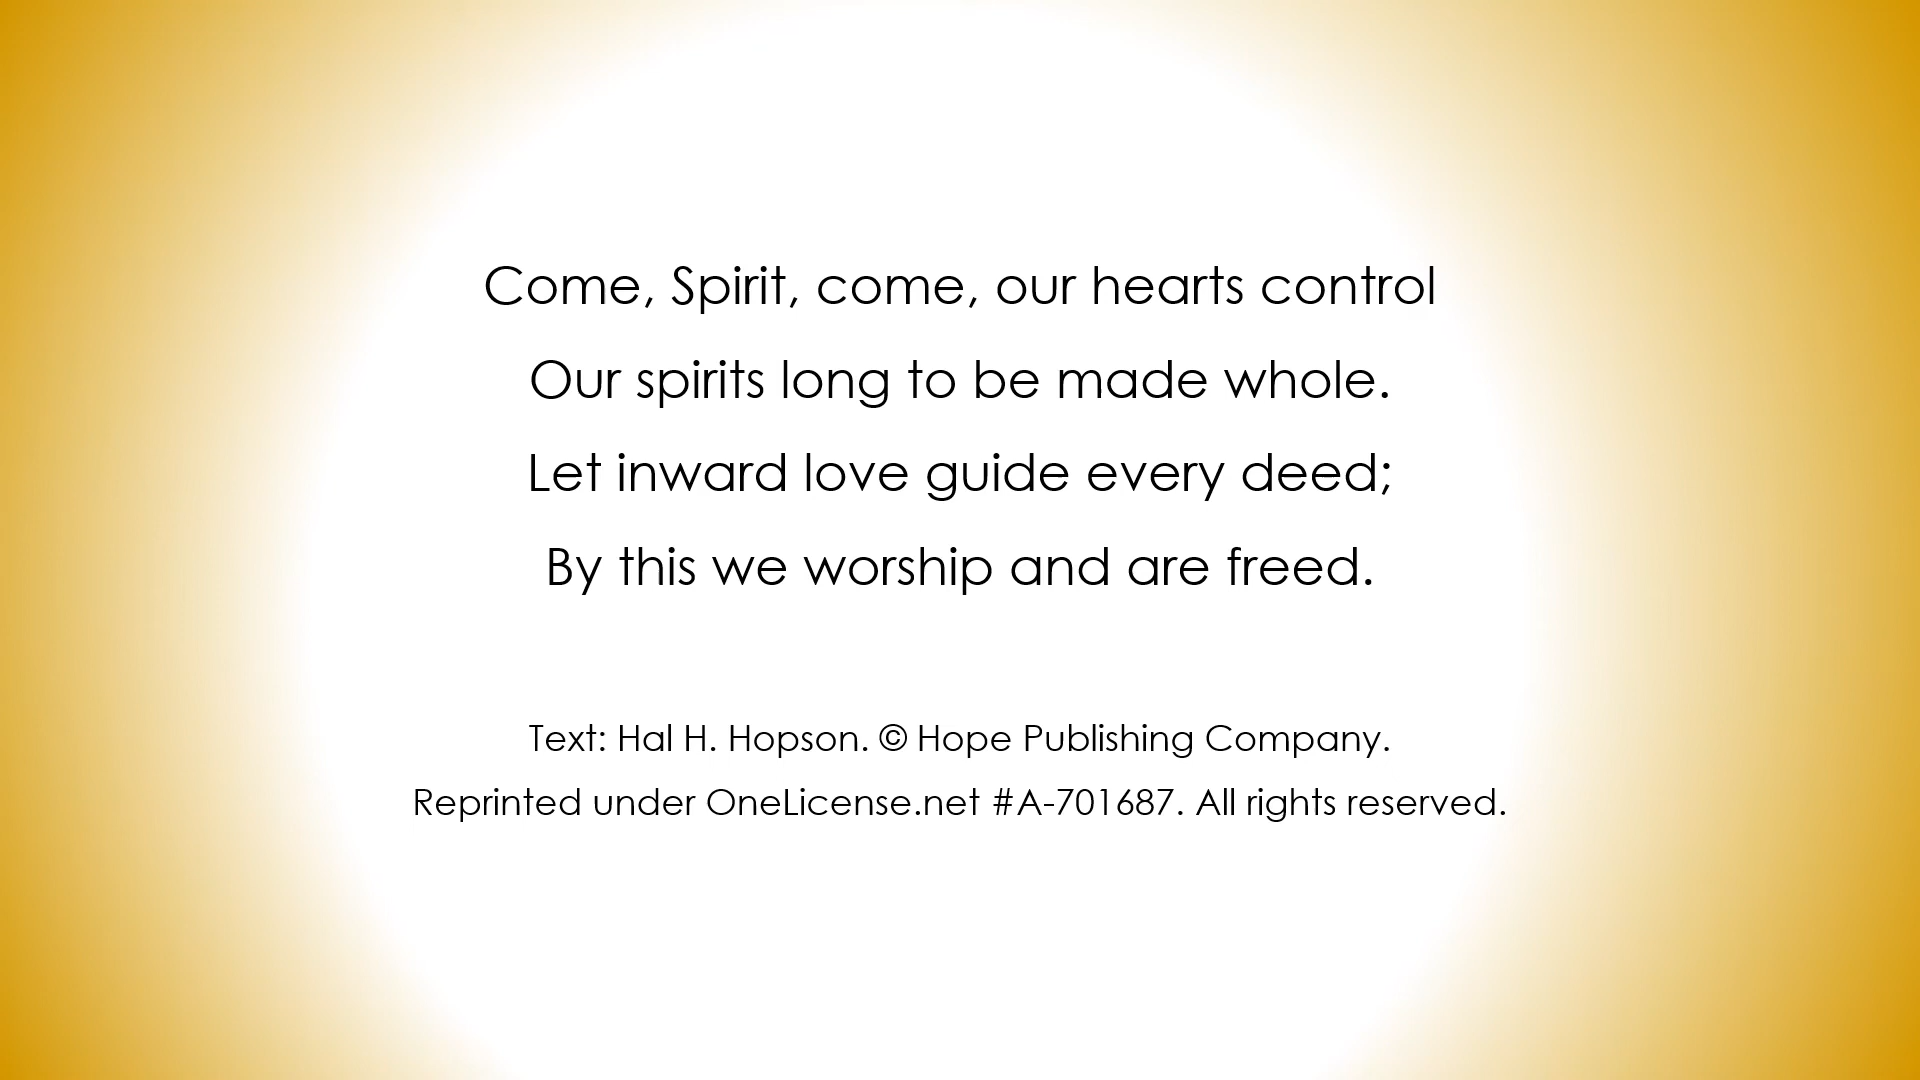 Come, Spirit, come, our hearts control
Our spirits long to be made whole.
Let inward love guide every deed;
By this we worship and are freed.
Text: Hal H. Hopson. © Hope Publishing Company.
Reprinted under OneLicense.net #A-701687. All rights reserved.